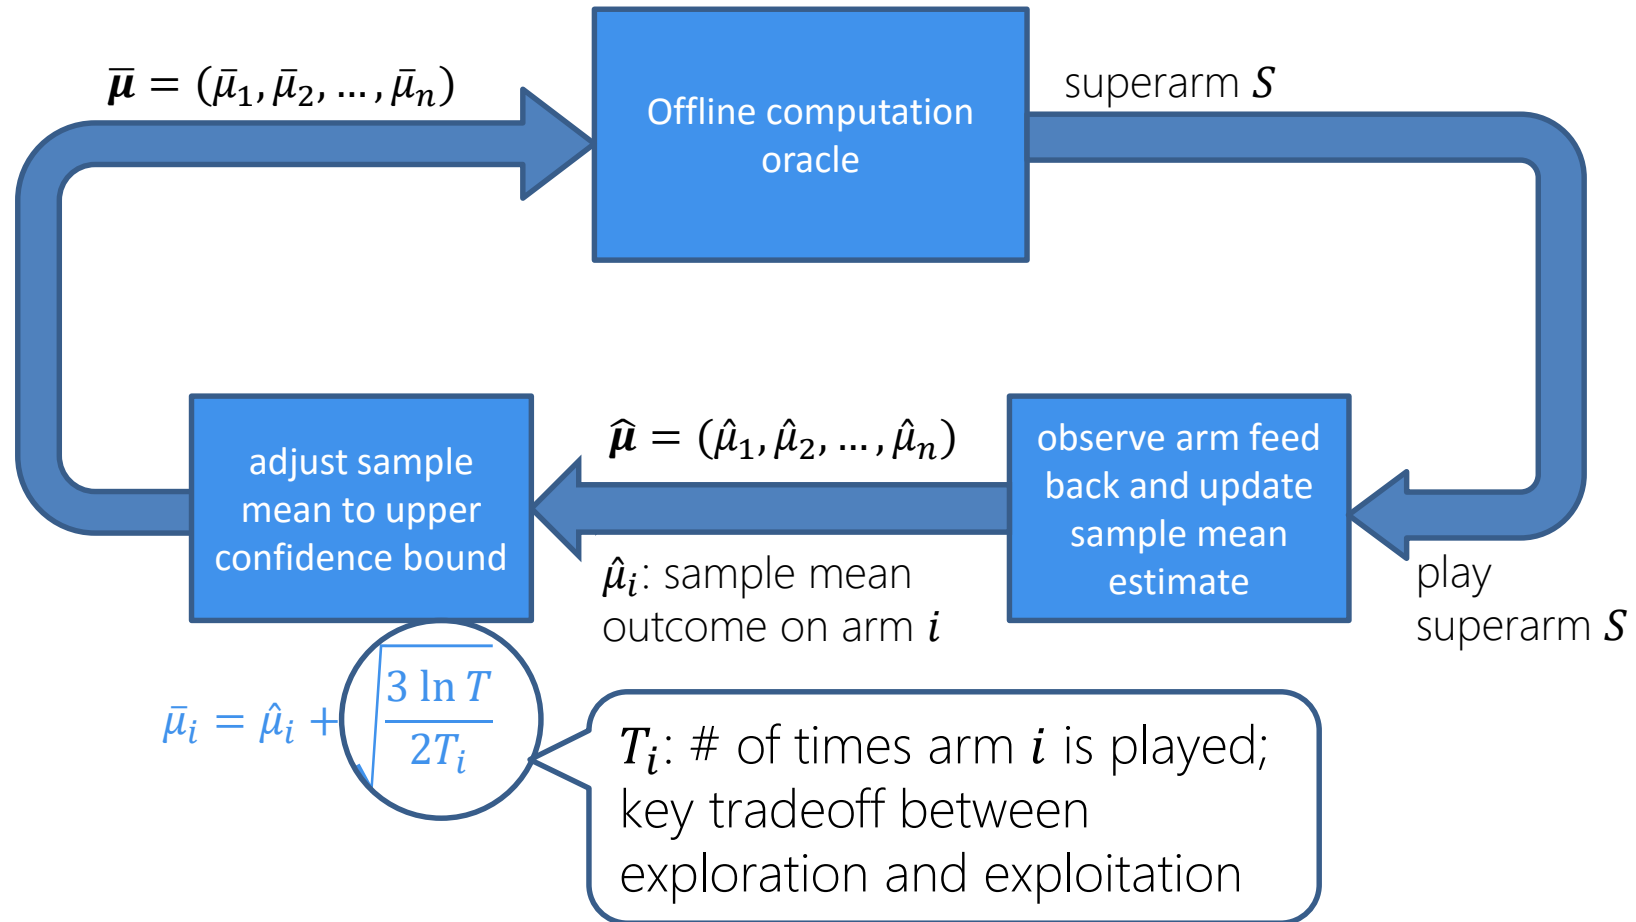 𝝁̅ = (μ̅₁, μ̅₂, … , μ̅ₙ)
Offline computation
oracle
superarm 𝑺
adjust sample
mean to upper
confidence bound
𝝁̂ = (μ̂₁, μ̂₂, … , μ̂ₙ)
μ̂ᵢ: sample mean
outcome on arm 𝒊
observe arm feed
back and update
sample mean
estimate
play
superarm 𝑺
μ̅ᵢ = μ̂ᵢ + √(3 ln T / 2Tᵢ)
𝑻ᵢ: # of times arm 𝒊 is played;
key tradeoff between
exploration and exploitation